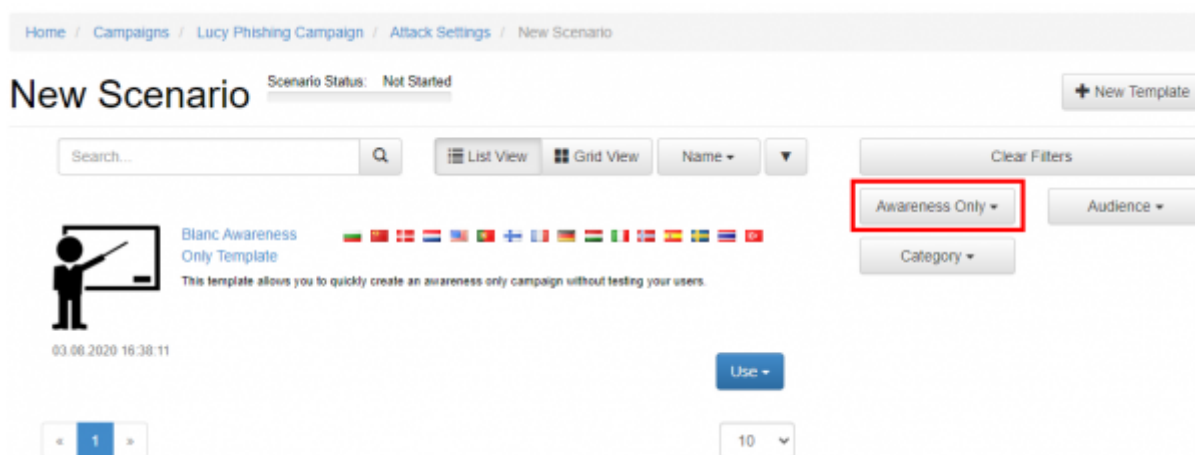 Home / Campaigns / Lucy Phishing Campaign / Attack Settings / New Scenario
New Scenario
Scenario Status: Not Started
New Template
Search...
List View
Grid View
Name
Clear Filters
Awareness Only
Audience
Category
Blanc Awareness
Only Template
This template allows you to quickly create an awareness only campaign without testing your users.
03.08.2020 16:38:11
Use
« 1 »
10